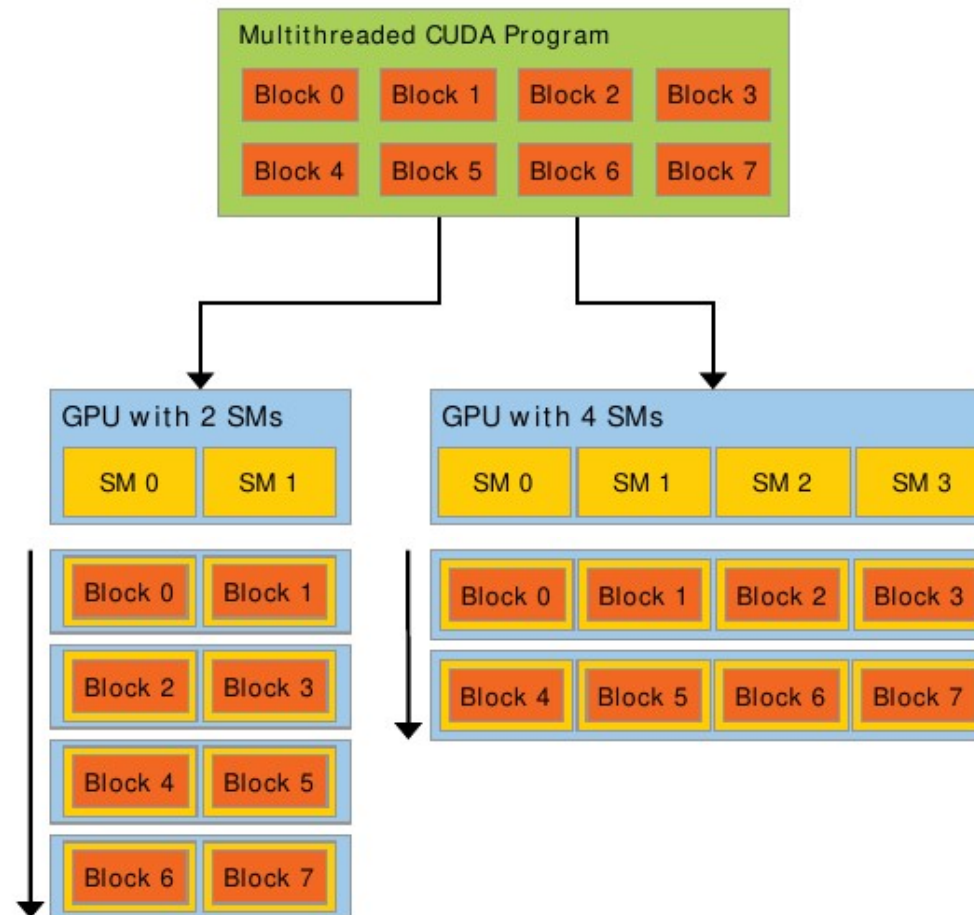 Multithreaded CUDA Program
Block 0 Block 1 Block 2 Block 3
Block 4 Block 5 Block 6 Block 7
GPU with 2 SMs
SM 0 SM 1
Block 0 Block 1
Block 2 Block 3
Block 4 Block 5
Block 6 Block 7
GPU with 4 SMs
SM 0 SM 1 SM 2 SM 3
Block 0 Block 1 Block 2 Block 3
Block 4 Block 5 Block 6 Block 7